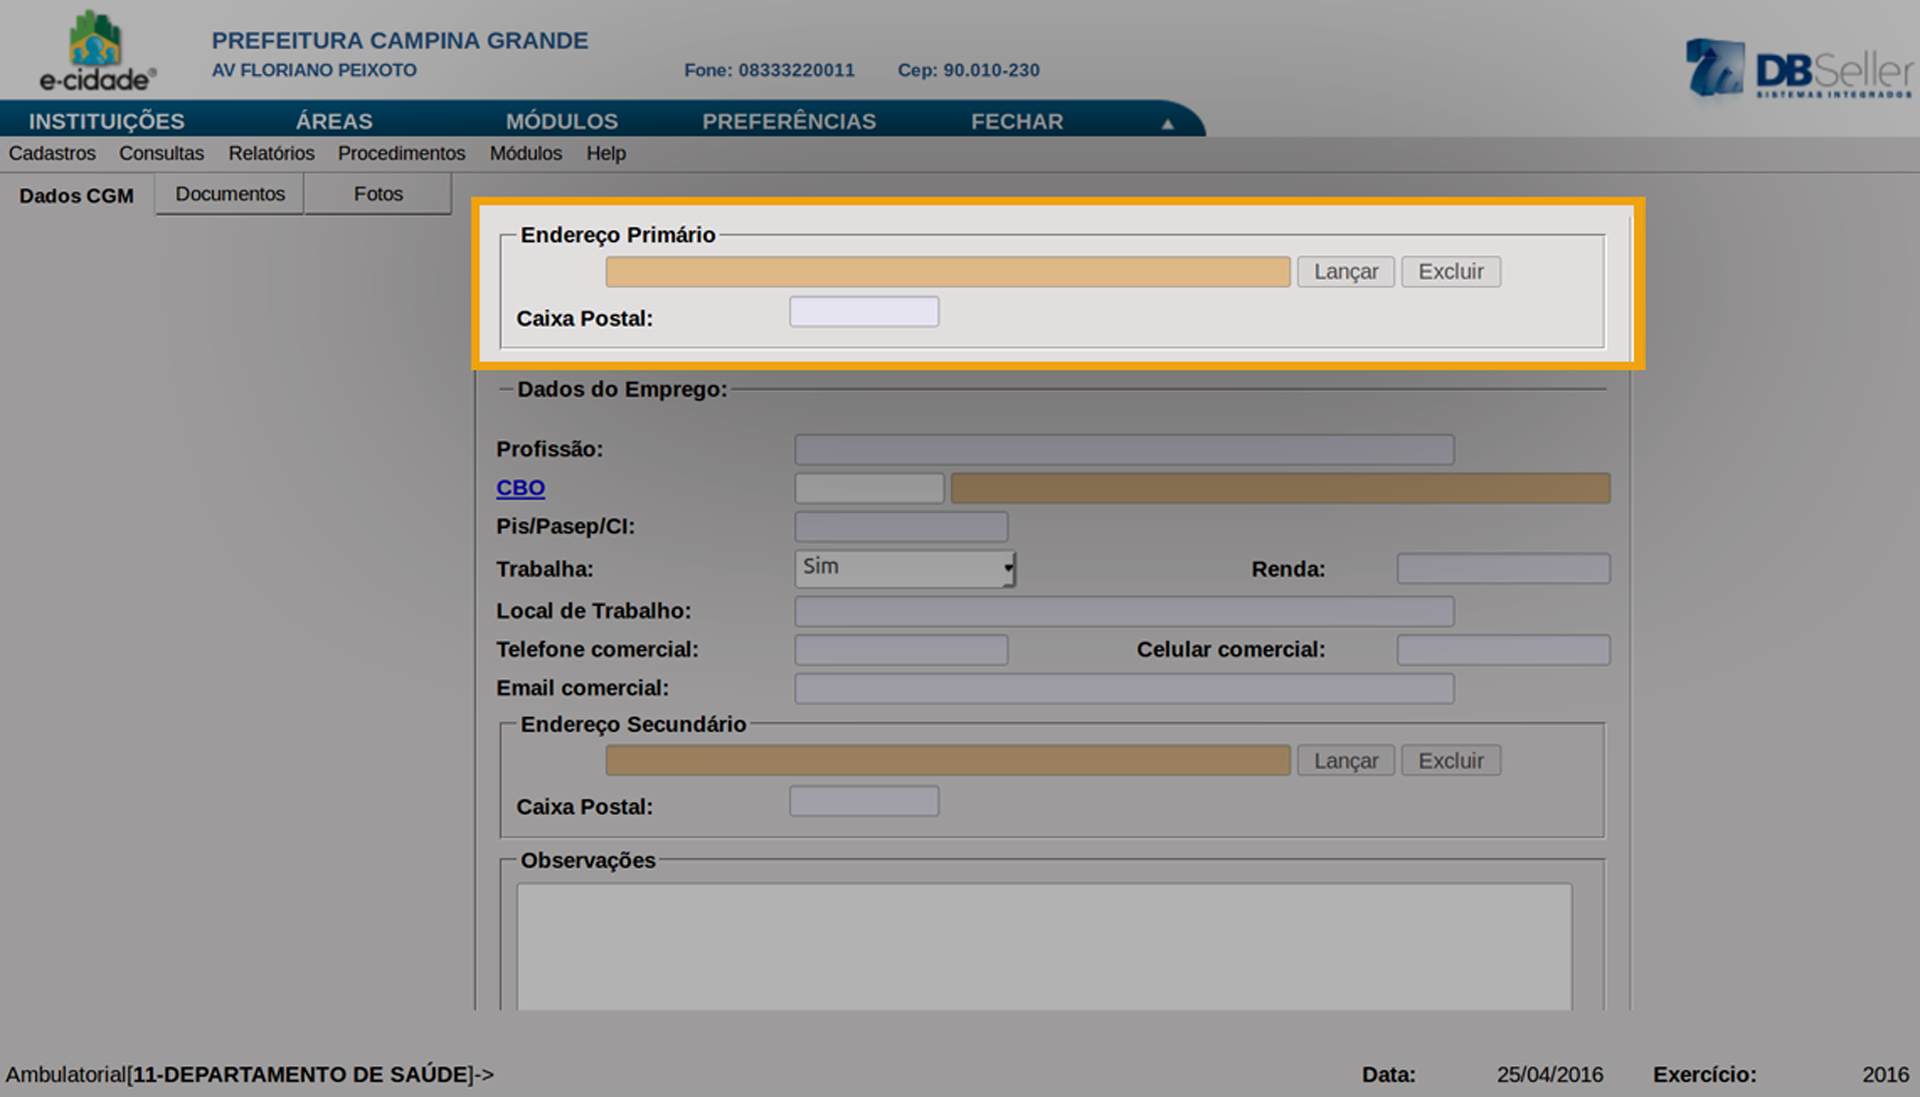 e-cidade®
PREFEITURA CAMPINA GRANDE
AV FLORIANO PEIXOTO Fone: 08333220011 Cep: 90.010-230
DBSeller
SISTEMAS INTEGRADOS
INSTITUIÇÕES ÁREAS MÓDULOS PREFERÊNCIAS FECHAR
Cadastros Consultas Relatórios Procedimentos Módulos Help
Dados CGM Documentos Fotos
Endereço Primário
Lançar Excluir
Caixa Postal:
Dados do Emprego:
Profissão:
CBO
Pis/Pasep/CI:
Trabalha: Sim Renda:
Local de Trabalho:
Telefone comercial: Celular comercial:
Email comercial:
Endereço Secundário
Lançar Excluir
Caixa Postal:
Observações
Ambulatorial[11-DEPARTAMENTO DE SAÚDE]-> Data: 25/04/2016 Exercício: 2016